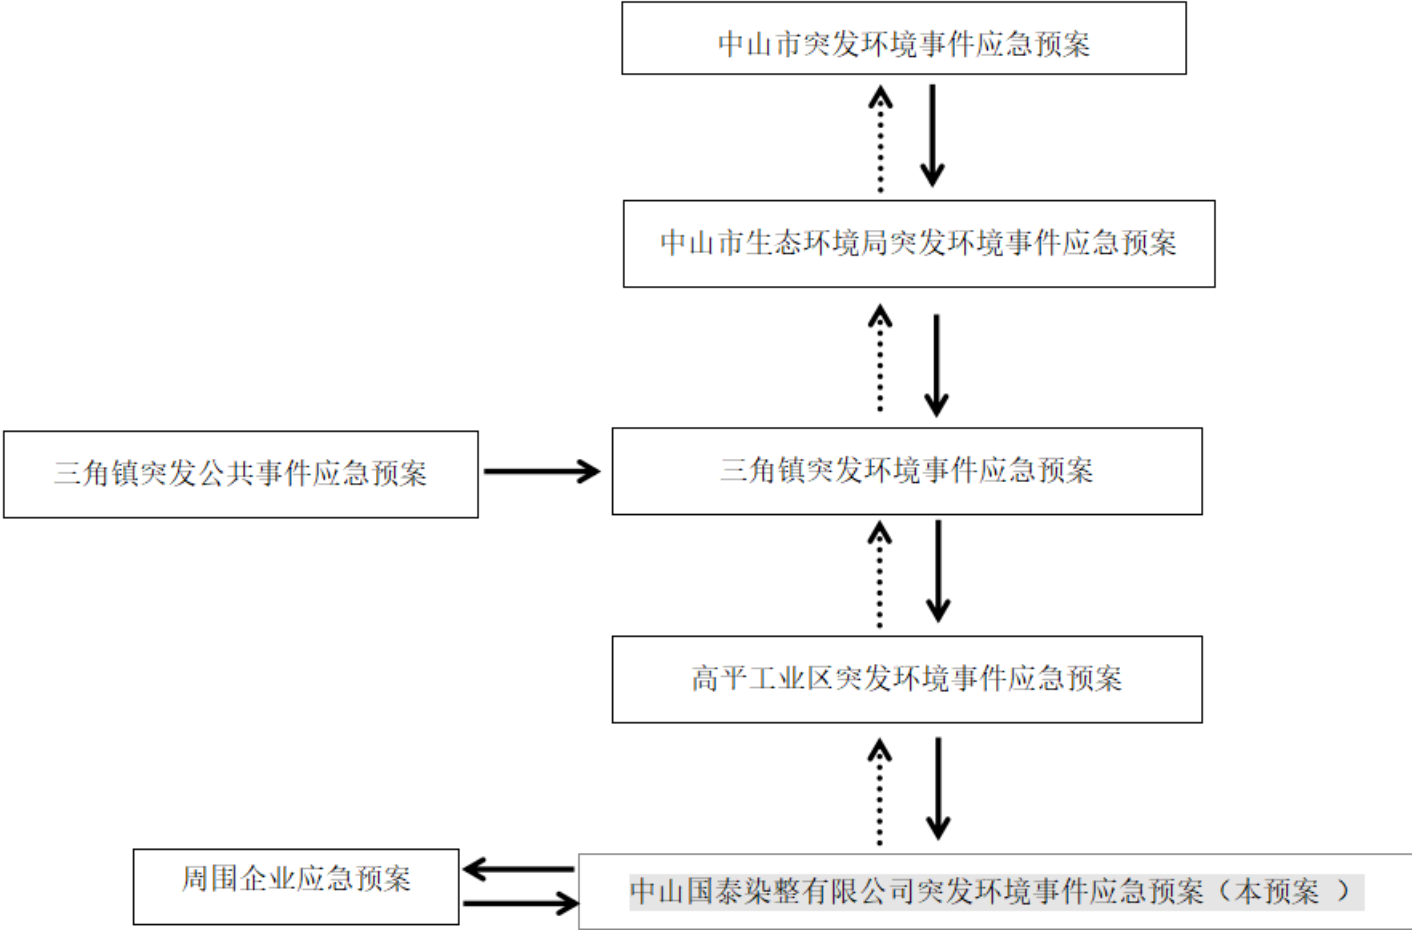 中山市突发环境事件应急预案
中山市生态环境局突发环境事件应急预案
三角镇突发公共事件应急预案
三角镇突发环境事件应急预案
高平工业区突发环境事件应急预案
周围企业应急预案
中山国泰染整有限公司突发环境事件应急预案（本预案 ）